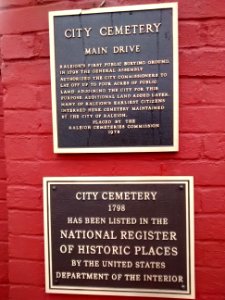 CITY CEMETERY
MAIN DRIVE
RALEIGH'S FIRST PUBLIC BURYING GROUND.
IN 1798 THE GENERAL ASSEMBLY
AUTHORIZED THE CITY COMMISSIONERS TO
LAY OFF UP TO FOUR ACRES OF PUBLIC
LAND ADJOINING THE CITY FOR THIS
PURPOSE. ADDITIONAL LAND ADDED LATER.
MANY OF RALEIGH'S EARLIEST CITIZENS
INTERRED HERE. CEMETERY MAINTAINED
BY THE CITY OF RALEIGH.
PLACED BY THE
RALEIGH CEMETERIES COMMISSION
CITY CEMETERY
1798
HAS BEEN LISTED IN THE
NATIONAL REGISTER
OF HISTORIC PLACES
BY THE UNITED STATES
DEPARTMENT OF THE INTERIOR